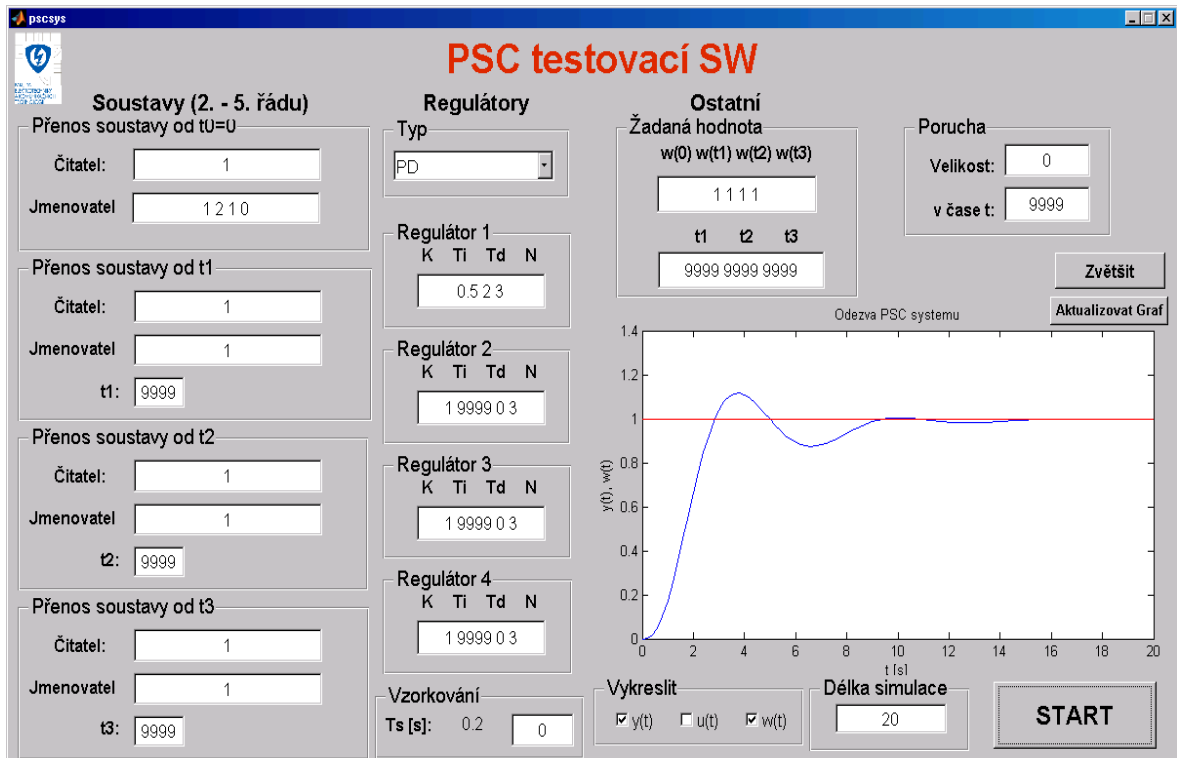 pscsys
PSC testovací SW
Soustavy (2. - 5. řádu)
Přenos soustavy od t0=0
Čitatel:
1
Jmenovatel
1 2 1 0
Přenos soustavy od t1
Čitatel:
1
Jmenovatel
1
t1:
9999
Přenos soustavy od t2
Čitatel:
1
Jmenovatel
1
t2:
9999
Přenos soustavy od t3
Čitatel:
1
Jmenovatel
1
t3:
9999
Regulátory
Typ
PD
Regulátor 1
K Ti Td N
0.5 2 3
Regulátor 2
K Ti Td N
1 9999 0 3
Regulátor 3
K Ti Td N
1 9999 0 3
Regulátor 4
K Ti Td N
1 9999 0 3
Vzorkování
Ts [s]:
0.2
0
Ostatní
Žadaná hodnota
w(0) w(t1) w(t2) w(t3)
1 1 1 1
t1 t2 t3
9999 9999 9999
Porucha
Velikost:
0
v čase t:
9999
Zvětšit
Aktualizovat Graf
Odezva PSC systemu
y(t), w(t)
1.4
1.2
1
0.8
0.6
0.4
0.2
0
0 2 4 6 8 10 12 14 16 18 20
t [s]
Vykreslit
y(t)
u(t)
w(t)
Délka simulace
20
START